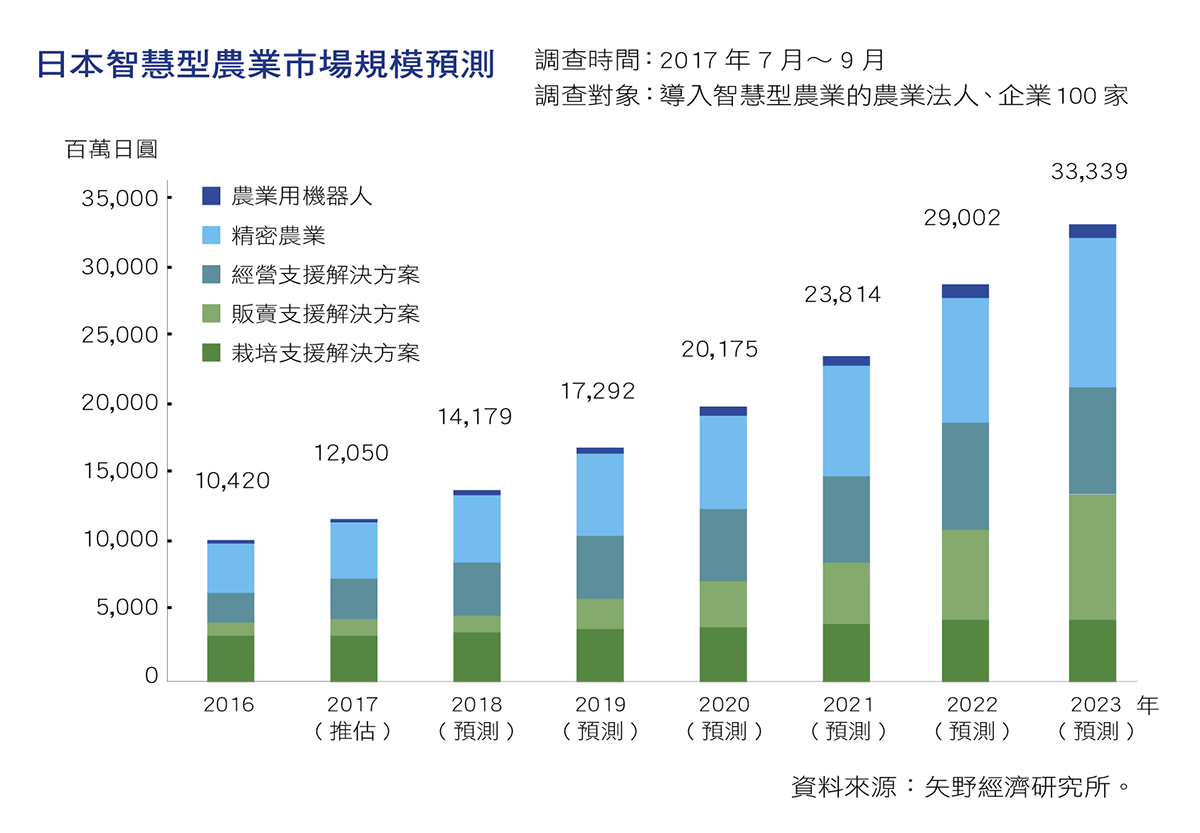 日本智慧型農業市場規模預測
調查時間：2017 年 7 月～ 9 月
調查對象：導入智慧型農業的農業法人、企業100 家
百萬日圓
35,000
30,000
25,000
20,000
15,000
10,000
5,000
0
農業用機器人
精密農業
經營支援解決方案
販賣支援解決方案
栽培支援解決方案
10,420
12,050
14,179
17,292
20,175
23,814
29,002
33,339
2016
2017
（推估）
2018
（預測）
2019
（預測）
2020
（預測）
2021
（預測）
2022
（預測）
2023
（預測）
年
資料來源：矢野經濟研究所。